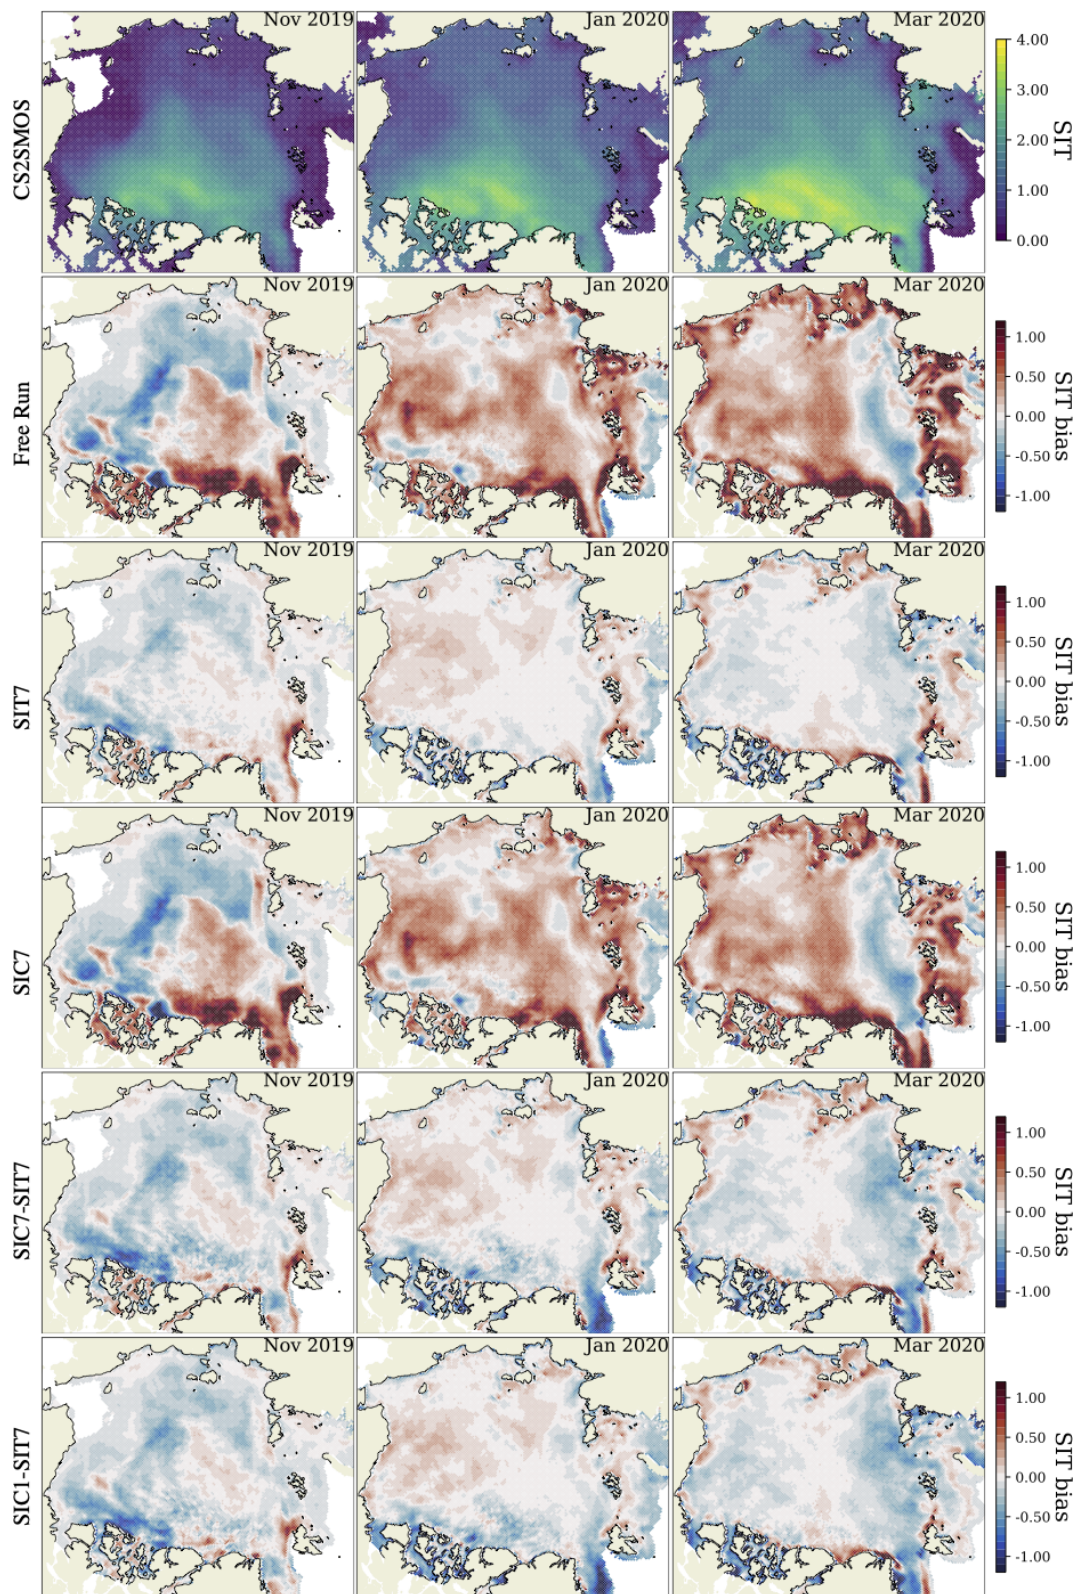 Nov 2019
Jan 2020
Mar 2020
CS2SMOS
4.00
3.00
2.00
1.00
0.00
SIT
Nov 2019
Jan 2020
Mar 2020
Free Run
1.00
0.50
0.00
-0.50
-1.00
SIT bias
Nov 2019
Jan 2020
Mar 2020
SIT7
1.00
0.50
0.00
-0.50
-1.00
SIT bias
Nov 2019
Jan 2020
Mar 2020
SIC7
1.00
0.50
0.00
-0.50
-1.00
SIT bias
Nov 2019
Jan 2020
Mar 2020
SIC7-SIT7
1.00
0.50
0.00
-0.50
-1.00
SIT bias
Nov 2019
Jan 2020
Mar 2020
SIC1-SIT7
1.00
0.50
0.00
-0.50
-1.00
SIT bias